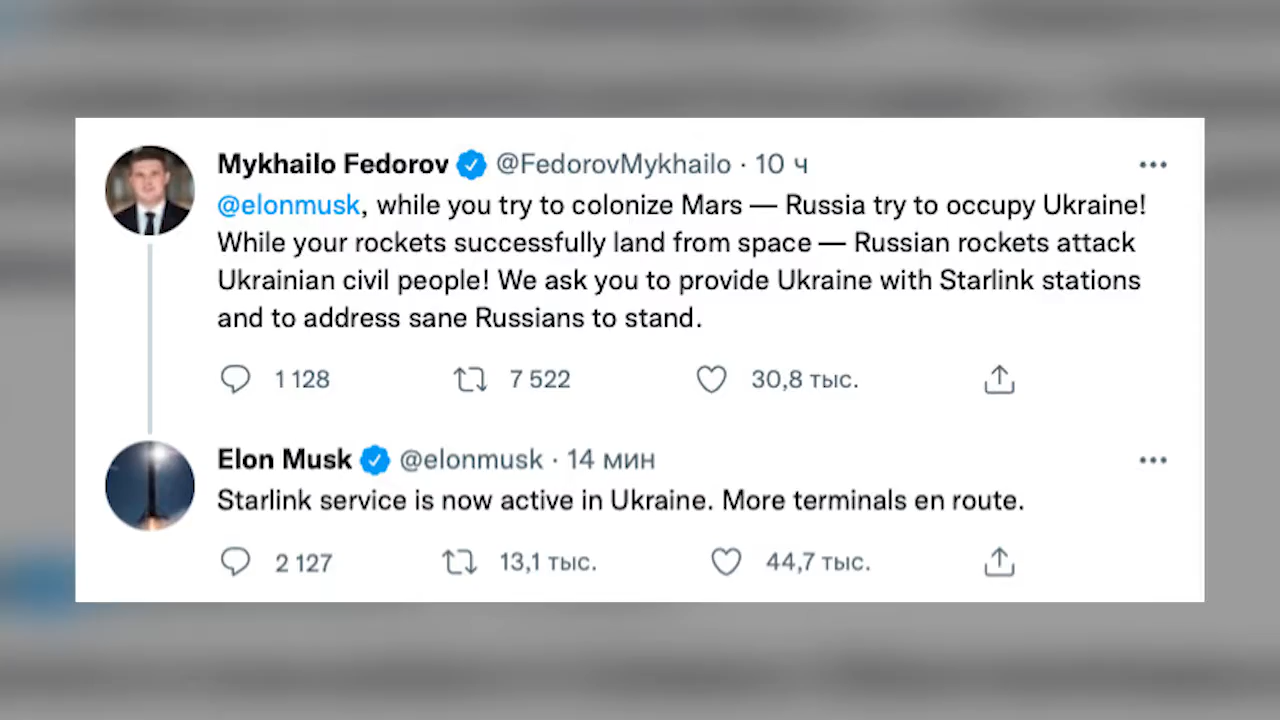 Mykhailo Fedorov @FedorovMykhailo · 10 ч
@elonmusk, while you try to colonize Mars — Russia try to occupy Ukraine!
While your rockets successfully land from space — Russian rockets attack
Ukrainian civil people! We ask you to provide Ukraine with Starlink stations
and to address sane Russians to stand.
1 128 7 522 30,8 тыс.
Elon Musk @elonmusk · 14 мин
Starlink service is now active in Ukraine. More terminals en route.
2 127 13,1 тыс. 44,7 тыс.